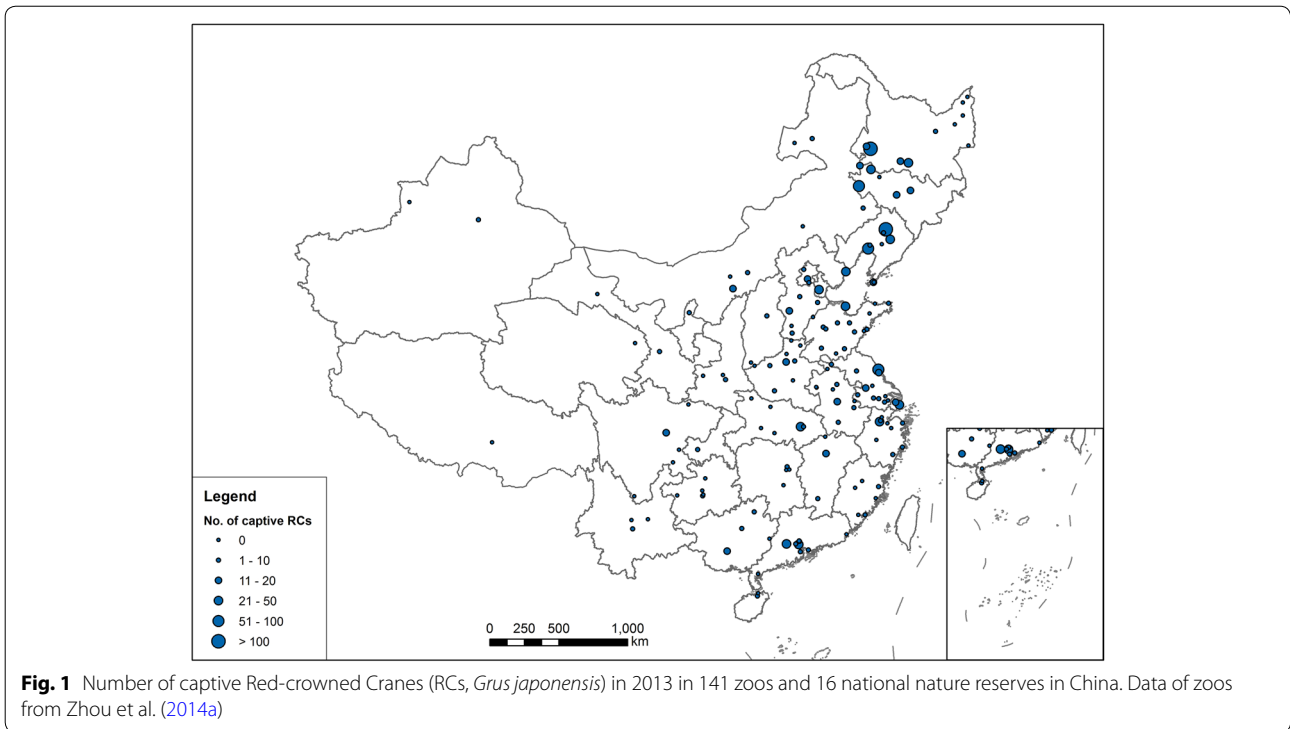 Legend
No. of captive RCs
0
1 - 10
11 - 20
21 - 50
51 - 100
> 100
0 250 500 1,000
km
Fig. 1 Number of captive Red-crowned Cranes (RCs, Grus japonensis) in 2013 in 141 zoos and 16 national nature reserves in China. Data of zoos
from Zhou et al. (2014a)